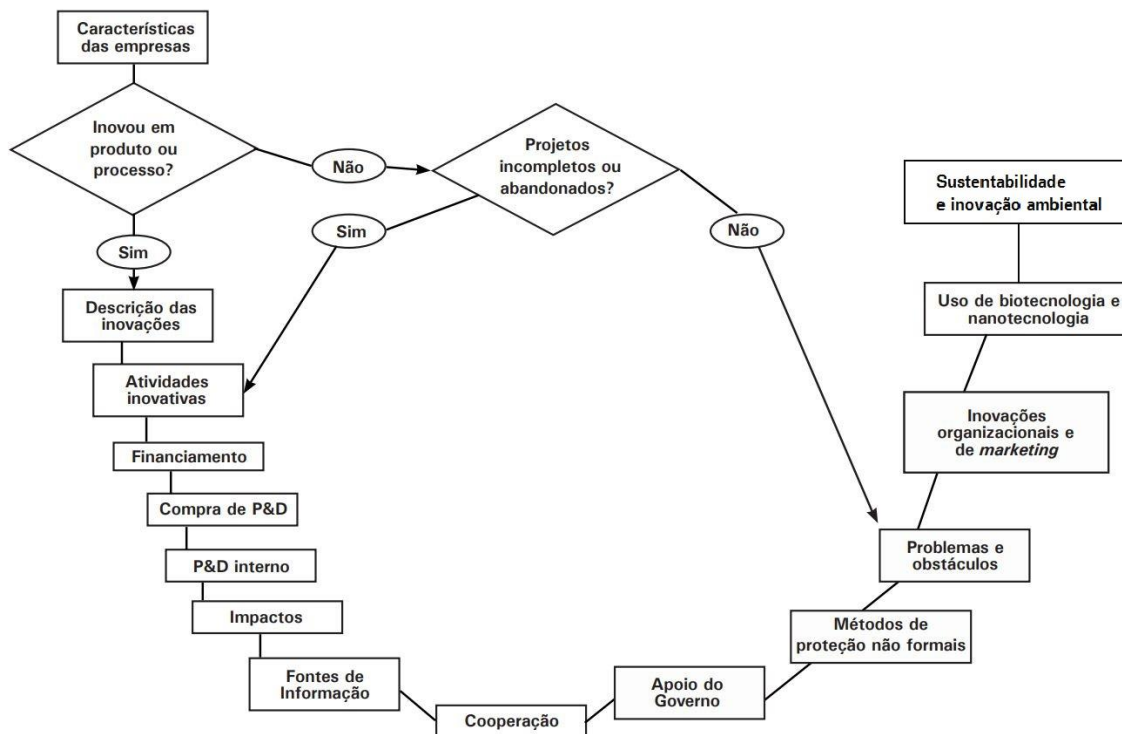 Características
das empresas
Inovou em
produto ou
processo?
Não
Projetos
incompletos ou
abandonados?
Sim
Não
Sim
Descrição das
inovações
Atividades
inovativas
Financiamento
Compra de P&D
P&D interno
Impactos
Fontes de
Informação
Cooperação
Apoio do
Governo
Métodos de
proteção não formais
Problemas e
obstáculos
Inovações
organizacionais e
de marketing
Uso de biotecnologia e
nanotecnologia
Sustentabilidade
e inovação ambiental